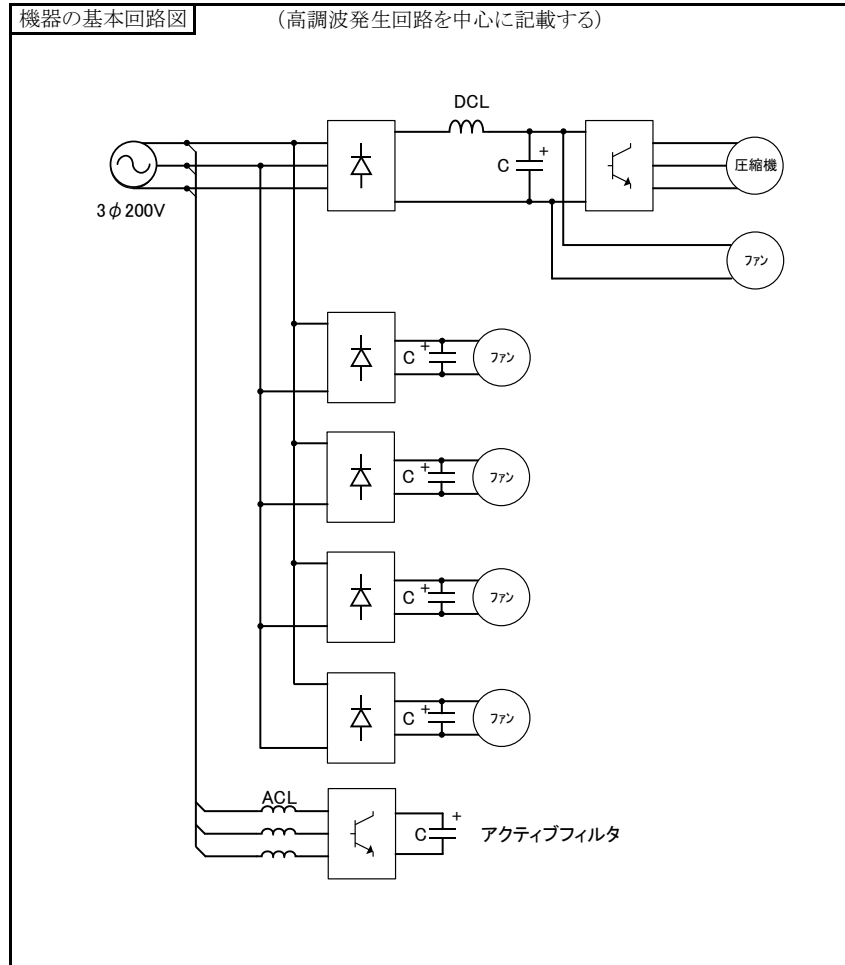 機器の基本回路図 (高調波発生回路を中心に記載する)
DCL
C +
圧縮機
3φ200V
ファン
C + ファン
C + ファン
C + ファン
C + ファン
ACL
C + アクティブフィルタ